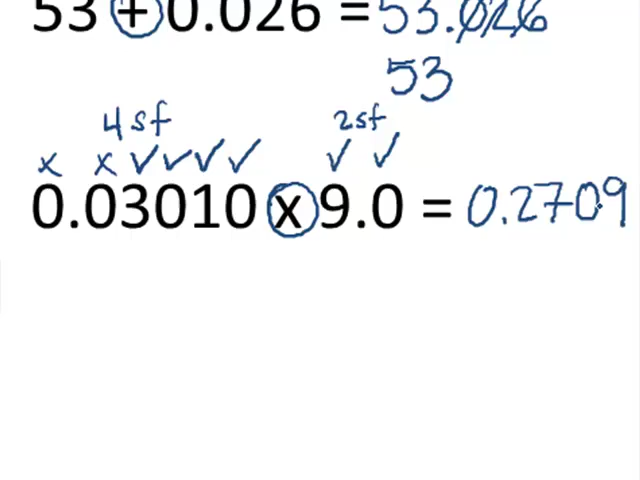 53 + 0.026 = 53.026
53
4sf 2sf
x x ✓ ✓ ✓ ✓ ✓ ✓
0.03010 x 9.0 = 0.2709